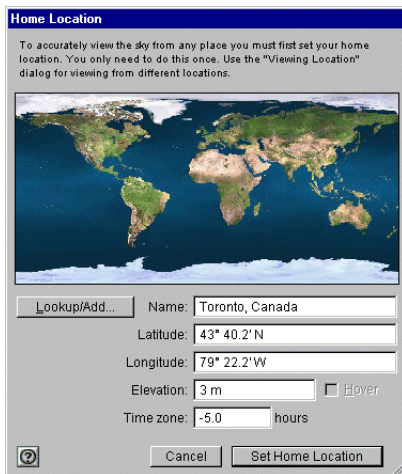 Home Location
To accurately view the sky from any place you must first set your home
location. You only need to do this once. Use the "Viewing Location"
dialog for viewing from different locations.
Lookup/Add... Name: Toronto, Canada
Latitude: 43° 40.2' N
Longitude: 79° 22.2' W
Elevation: 3 m Hover
Time zone: -5.0 hours
? Cancel Set Home Location